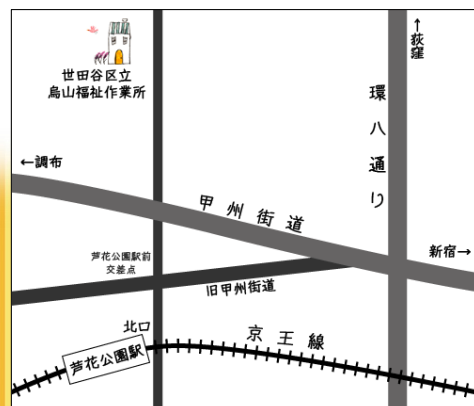 ↑荻窪
世田谷区立
烏山福祉作業所
環八通り
←調布
甲州街道
新宿→
芦花公園駅前
交差点
旧甲州街道
北口
京王線
芦花公園駅